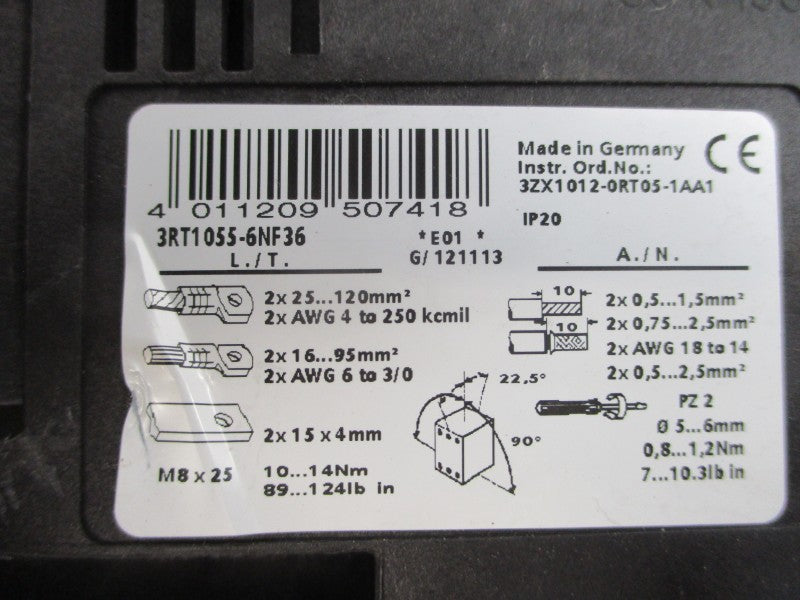 4 011209 507418
3RT1055-6NF36
*E01 *
G/121113
Made in Germany
Instr. Ord.No.:
3ZX1012-0RT05-1AA1
CE
IP20
L./T.
2x 25...120mm²
2x AWG 4 to 250 kcmil
2x 16...95mm²
2x AWG 6 to 3/0
2x 15 x 4mm
M8 x 25
10...14Nm
89...124lb in
22,5°
90°
A./N.
10
10
2x 0,5...1,5mm²
2x 0,75...2,5mm²
2x AWG 18 to 14
2x 0,5...2,5mm²
PZ 2
Ø 5...6mm
0,8...1,2Nm
7...10.3lb in